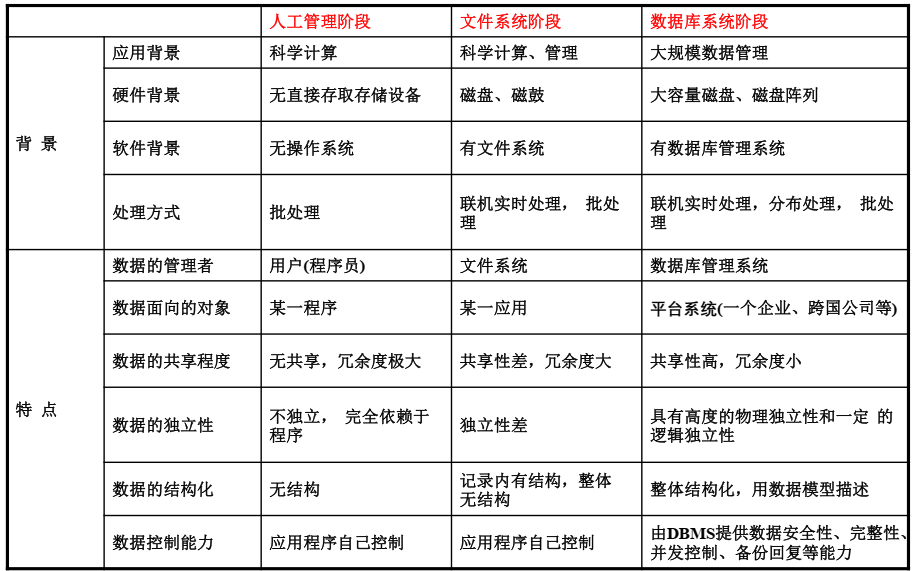 人工管理阶段 文件系统阶段 数据库系统阶段
背 景
应用背景 科学计算 科学计算、管理 大规模数据管理
硬件背景 无直接存取存储设备 磁盘、磁鼓 大容量磁盘、磁盘阵列
软件背景 无操作系统 有文件系统 有数据库管理系统
处理方式 批处理 联机实时处理， 批处 联机实时处理，分布处理， 批处
理 理
特 点
数据的管理者 用户(程序员) 文件系统 数据库管理系统
数据面向的对象 某一程序 某一应用 平台系统(一个企业、跨国公司等)
数据的共享程度 无共享，冗余度极大 共享性差，冗余度大 共享性高，冗余度小
数据的独立性 不独立， 完全依赖于 独立性差 具有高度的物理独立性和一定 的
程序 逻辑独立性
数据的结构化 无结构 记录内有结构，整体 整体结构化，用数据模型描述
无结构
数据控制能力 应用程序自己控制 应用程序自己控制 由DBMS提供数据安全性、完整性、
并发控制、备份回复等能力